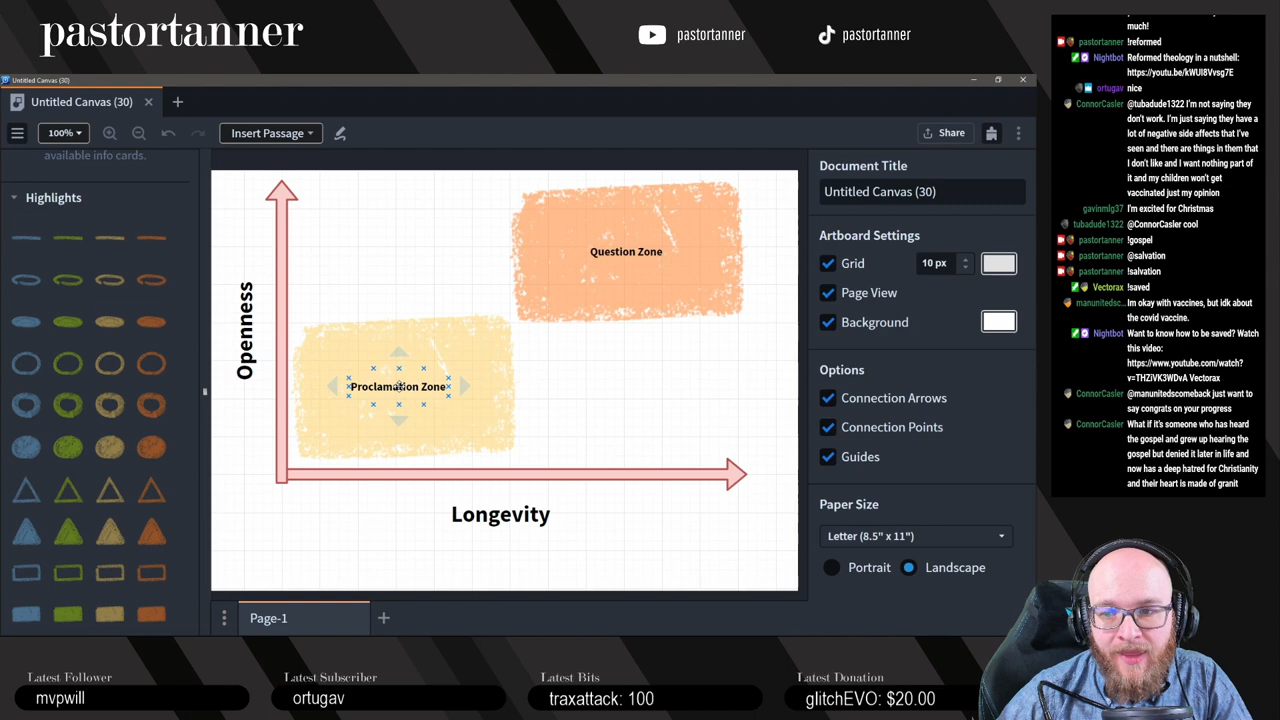 pastortanner
pastortanner
pastortanner
Untitled Canvas (30)
Untitled Canvas (30)
100%
Insert Passage
Share
available info cards.
Highlights
Openness
Question Zone
Proclamation Zone
Longevity
Page-1
Document Title
Untitled Canvas (30)
Artboard Settings
Grid
10 px
Page View
Background
Options
Connection Arrows
Connection Points
Guides
Paper Size
Letter (8.5" x 11")
Portrait
Landscape
much!
pastortanner !reformed
Nightbot Reformed theology in a nutshell:
https://youtu.be/kWUI8Vvsg7E
ortugav nice
ConnorCasler @tubadude1322 I'm not saying they
don't work. I'm just saying they have a
lot of negative side affects that I've
seen and there are things in them that
I don't like and I want nothing part of
it and my children won't get
vaccinated just my opinion
gavinmlg37 I'm excited for Christmas
tubadude1322 @ConnorCasler cool
pastortanner !gospel
pastortanner @salvation
pastortanner !salvation
Vectorax !saved
manunitedsc... Im okay with vaccines, but idk about
the covid vaccine.
Nightbot Want to know how to be saved? Watch
this video:
https://www.youtube.com/watch?
v=THZiVK3WDvA Vectorax
ConnorCasler @manunitedscomeback just want to
say congrats on your progress
ConnorCasler What if it's someone who has heard
the gospel and grew up hearing the
gospel but denied it later in life and
now has a deep hatred for Christianity
and their heart is made of granit
Latest Follower
mvpwill
Latest Subscriber
ortugav
Latest Bits
traxattack: 100
Latest Donation
glitchEVO: $20.00